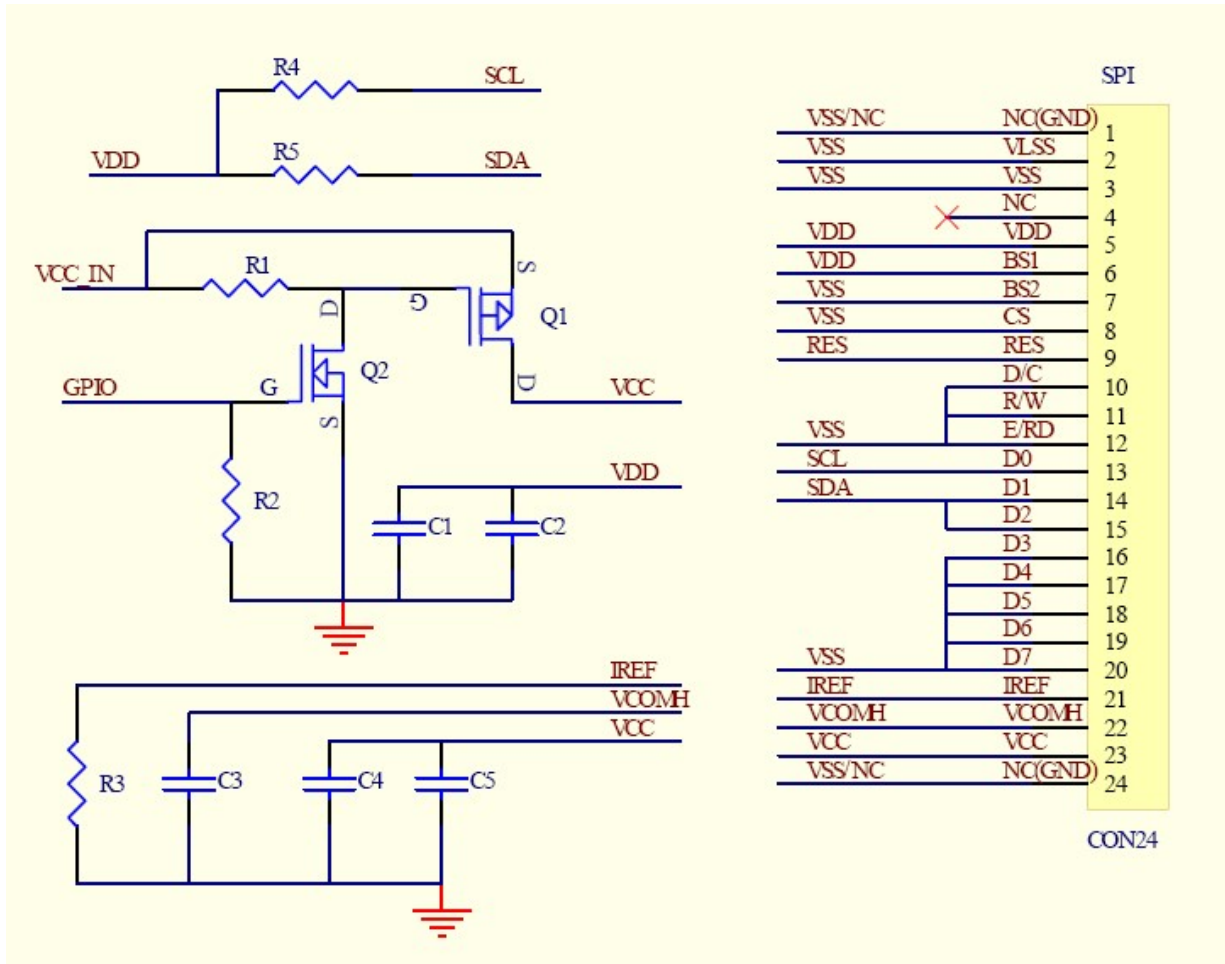 R4
SCL
VDD
R5
SDA
VCC_IN
R1
S
D
G
Q1
D
VCC
GPIO
G
Q2
S
R2
VDD
C1
C2
IREF
VCOMH
VCC
R3
C3
C4
C5
SPI
VSS/NC NC(GND) 1
VSS VLSS 2
VSS VSS 3
NC 4
VDD VDD 5
VDD BS1 6
VSS BS2 7
VSS CS 8
RES RES 9
D/C 10
R/W 11
VSS E/RD 12
SCL D0 13
SDA D1 14
D2 15
D3 16
D4 17
D5 18
D6 19
VSS D7 20
IREF IREF 21
VCOMH VCOMH 22
VCC VCC 23
VSS/NC NC(GND) 24
CON24